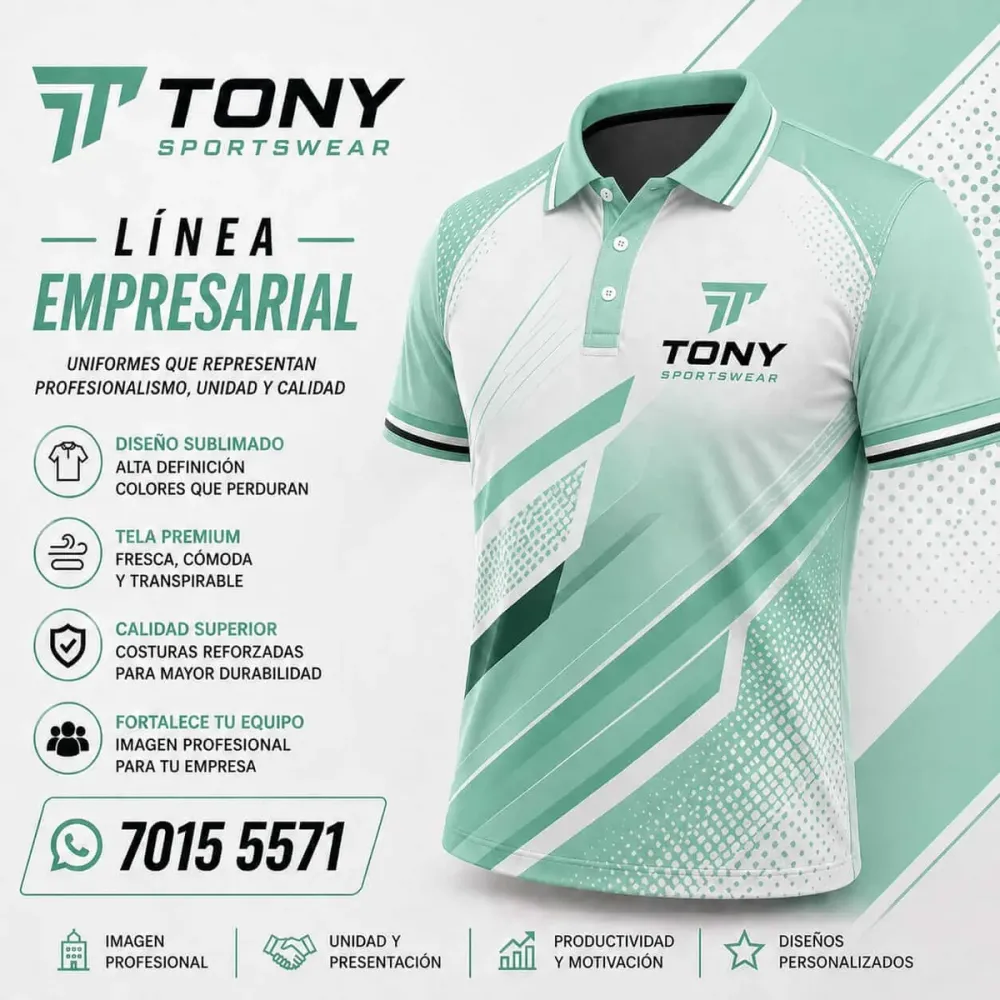 TONY
SPORTSWEAR
LÍNEA
EMPRESARIAL
UNIFORMES QUE REPRESENTAN
PROFESIONALISMO, UNIDAD Y CALIDAD
DISEÑO SUBLIMADO
ALTA DEFINICIÓN
COLORES QUE PERDURAN
TELA PREMIUM
FRESCA, CÓMODA
Y TRANSPIRABLE
CALIDAD SUPERIOR
COSTURAS REFORZADAS
PARA MAYOR DURABILIDAD
FORTALECE TU EQUIPO
IMAGEN PROFESIONAL
PARA TU EMPRESA
7015 5571
TONY
SPORTSWEAR
IMAGEN
PROFESIONAL
UNIDAD Y
PRESENTACIÓN
PRODUCTIVIDAD
Y MOTIVACIÓN
DISEÑOS
PERSONALIZADOS